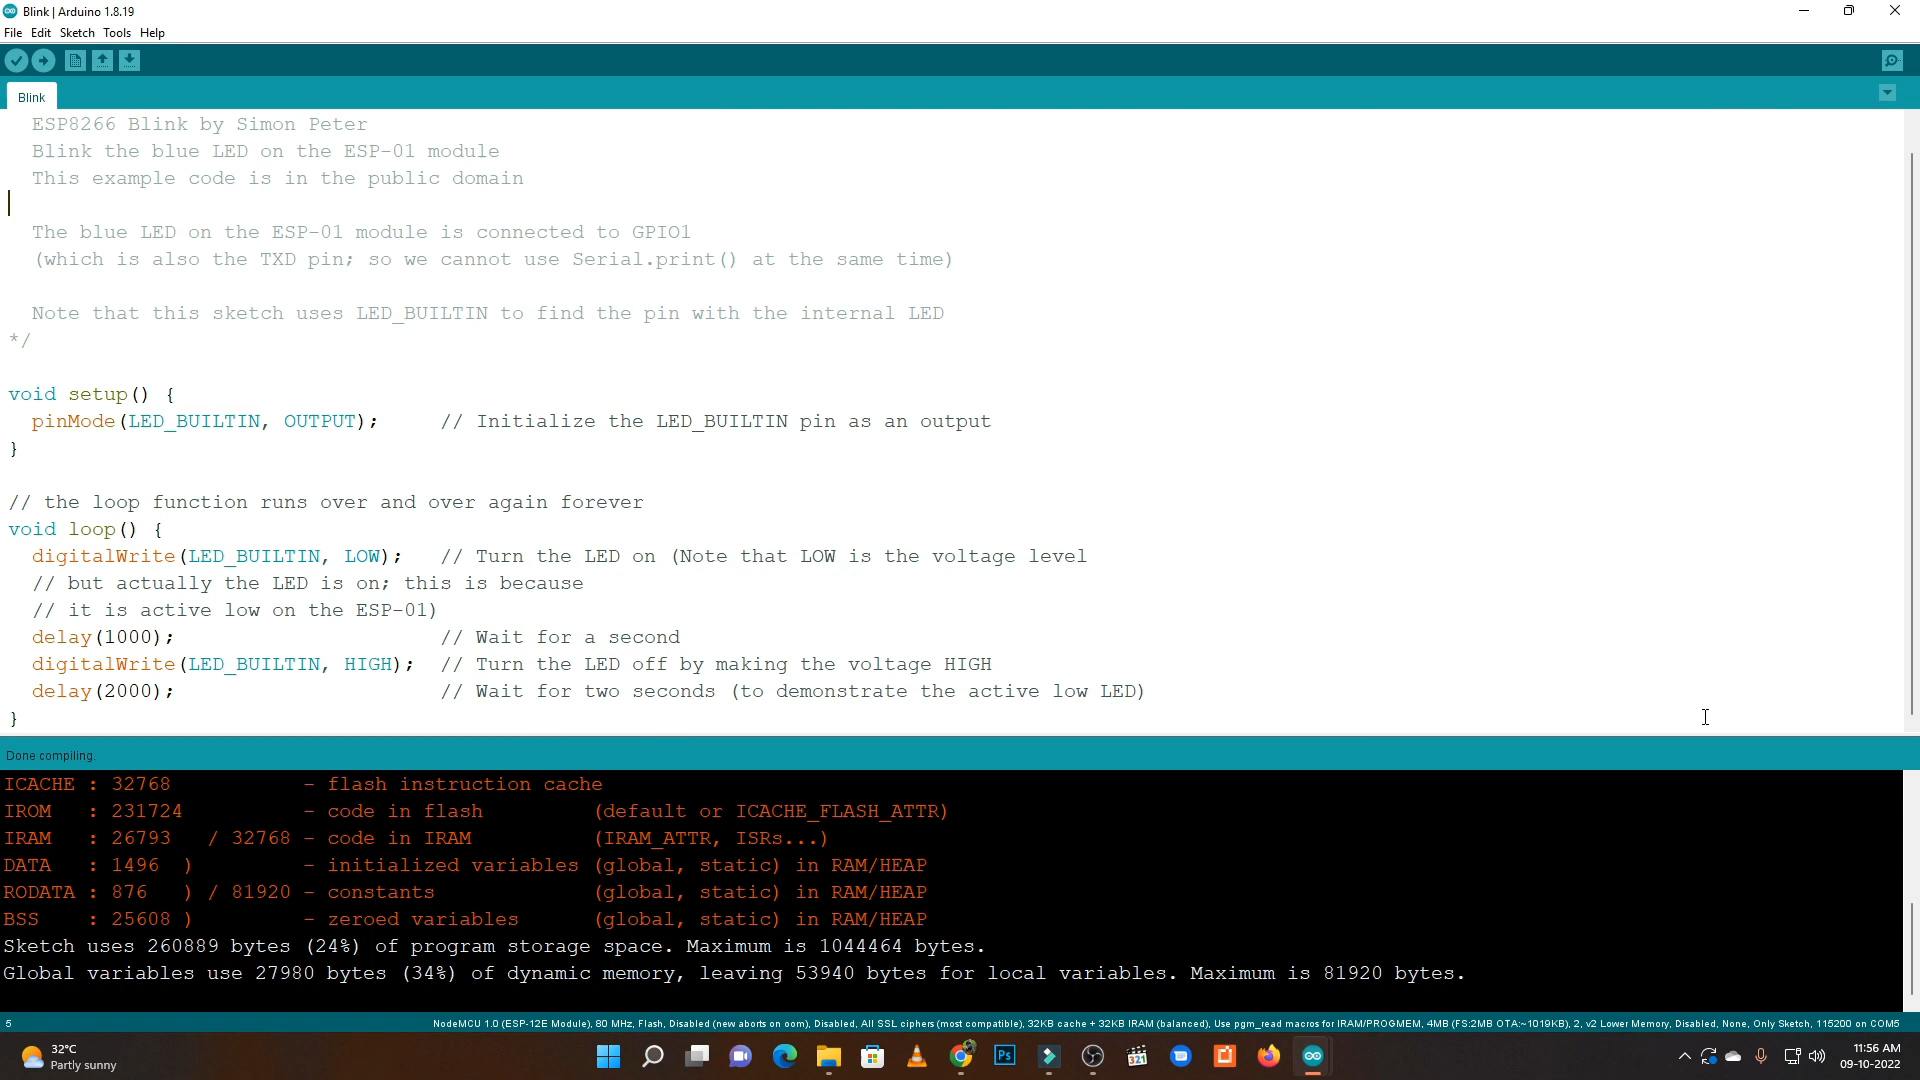 Blink | Arduino 1.8.19
File Edit Sketch Tools Help
Blink
ESP8266 Blink by Simon Peter
Blink the blue LED on the ESP-01 module
This example code is in the public domain
The blue LED on the ESP-01 module is connected to GPIO1
(which is also the TXD pin; so we cannot use Serial.print() at the same time)
Note that this sketch uses LED_BUILTIN to find the pin with the internal LED
*/
void setup() {
pinMode(LED_BUILTIN, OUTPUT);     // Initialize the LED_BUILTIN pin as an output
}
// the loop function runs over and over again forever
void loop() {
digitalWrite(LED_BUILTIN, LOW);   // Turn the LED on (Note that LOW is the voltage level
// but actually the LED is on; this is because
// it is active low on the ESP-01)
delay(1000);                      // Wait for a second
digitalWrite(LED_BUILTIN, HIGH);  // Turn the LED off by making the voltage HIGH
delay(2000);                      // Wait for two seconds (to demonstrate the active low LED)
}
Done compiling.
ICACHE : 32768           - flash instruction cache
IROM   : 231724          - code in flash         (default or ICACHE_FLASH_ATTR)
IRAM   : 26793   / 32768 - code in IRAM          (IRAM_ATTR, ISRs...)
DATA   : 1496  )         - initialized variables (global, static) in RAM/HEAP
RODATA : 876   ) / 81920 - constants             (global, static) in RAM/HEAP
BSS    : 25608 )         - zeroed variables      (global, static) in RAM/HEAP
Sketch uses 260889 bytes (24%) of program storage space. Maximum is 1044464 bytes.
Global variables use 27980 bytes (34%) of dynamic memory, leaving 53940 bytes for local variables. Maximum is 81920 bytes.
5 NodeMCU 1.0 (ESP-12E Module), 80 MHz, Flash, Disabled (new aborts on oom), Disabled, All SSL ciphers (most compatible), 32KB cache + 32KB IRAM (balanced), Use pgm_read macros for IRAM/PROGMEM, 4MB (FS:2MB OTA:~1019KB), 2, v2 Lower Memory, Disabled, None, Only Sketch, 115200 on COM5
32°C
Partly sunny
Ps
321
11:56 AM
09-10-2022